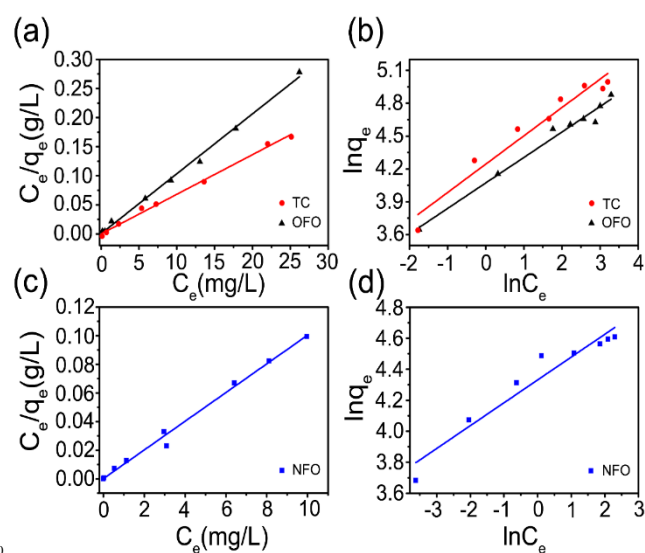 (a)
0.30
0.25
0.20
0.15
0.10
0.05
0.00
C_e/q_e(g/L)
0 5 10 15 20 25 30
C_e(mg/L)
TC
OFO
(b)
5.1
4.8
4.5
4.2
3.9
3.6
lnq_e
-2 -1 0 1 2 3 4
lnC_e
TC
OFO
(c)
0.12
0.10
0.08
0.06
0.04
0.02
0.00
C_e/q_e(g/L)
0 2 4 6 8 10
C_e(mg/L)
NFO
(d)
4.8
4.6
4.4
4.2
4.0
3.8
3.6
lnq_e
-3 -2 -1 0 1 2 3
lnC_e
NFO